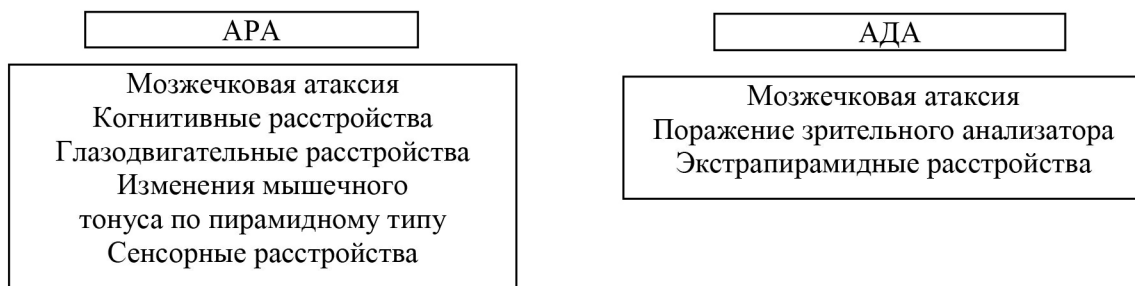 АРА
Мозжечковая атаксия
Когнитивные расстройства
Глазодвигательные расстройства
Изменения мышечного
тонуса по пирамидному типу
Сенсорные расстройства
АДА
Мозжечковая атаксия
Поражение зрительного анализатора
Экстрапирамидные расстройства